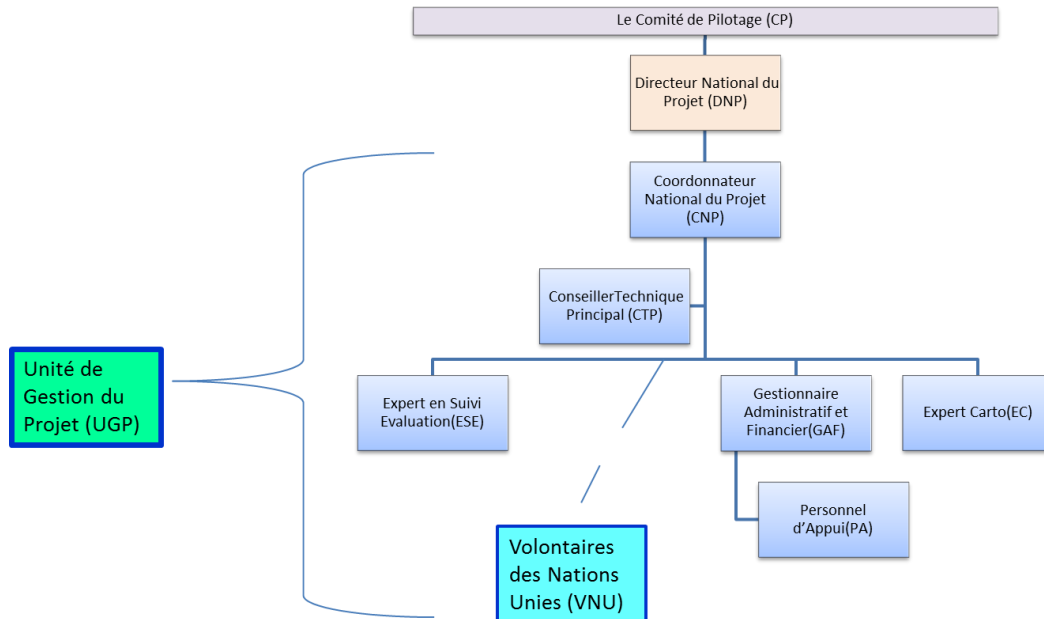 Le Comité de Pilotage (CP)
Directeur National du
Projet (DNP)
Coordonnateur
National du Projet
(CNP)
ConseillerTechnique
Principal (CTP)
Unité de
Gestion du
Projet (UGP)
Expert en Suivi
Evaluation(ESE)
Gestionnaire
Administratif et
Financier(GAF)
Expert Carto(EC)
Personnel
d’Appui(PA)
Volontaires
des Nations
Unies (VNU)